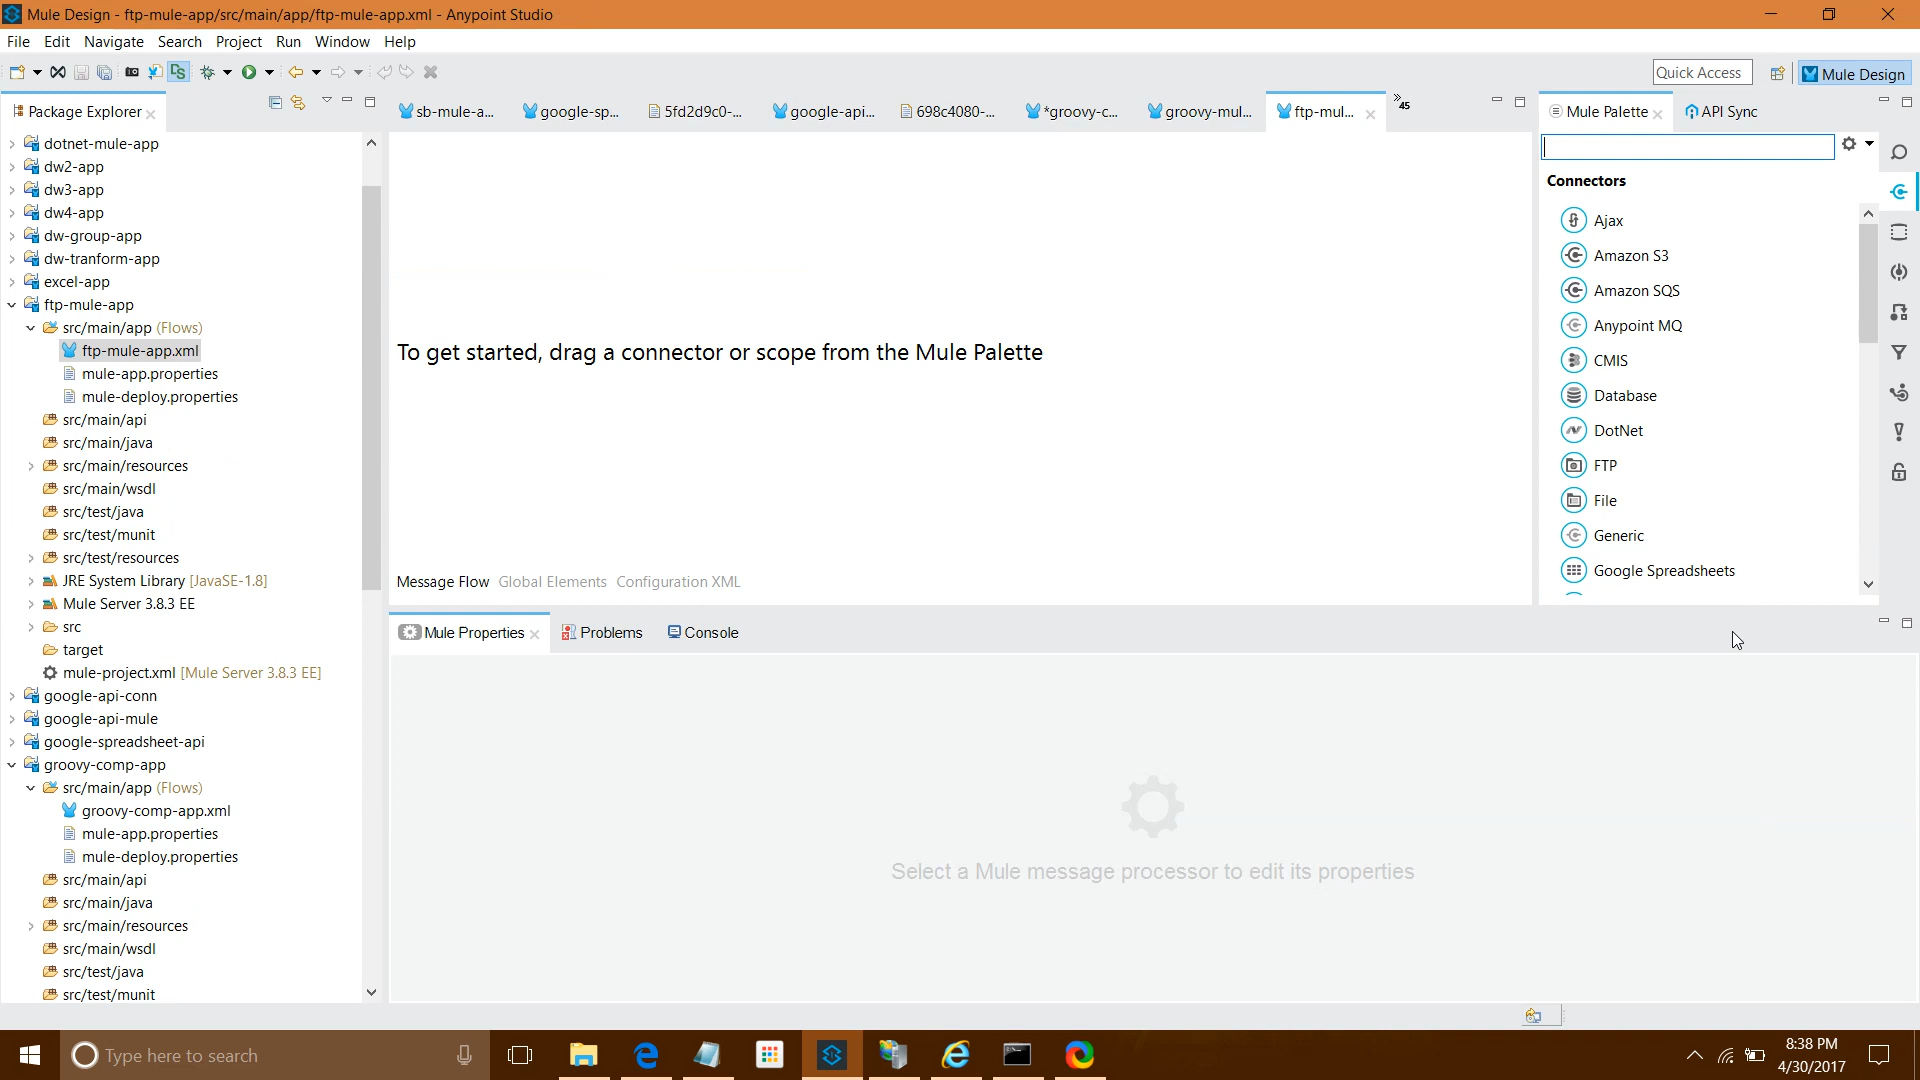 Mule Design - ftp-mule-app/src/main/app/ftp-mule-app.xml - Anypoint Studio
File Edit Navigate Search Project Run Window Help
Quick Access
Mule Design
Package Explorer
sb-mule-a...
google-sp...
5fd2d9c0-...
google-api...
698c4080-...
*groovy-c...
groovy-mul...
ftp-mul...
45
Mule Palette
API Sync
dotnet-mule-app
dw2-app
dw3-app
dw4-app
dw-group-app
dw-tranform-app
excel-app
ftp-mule-app
src/main/app (Flows)
ftp-mule-app.xml
mule-app.properties
mule-deploy.properties
src/main/api
src/main/java
src/main/resources
src/main/wsdl
src/test/java
src/test/munit
src/test/resources
JRE System Library [JavaSE-1.8]
Mule Server 3.8.3 EE
src
target
mule-project.xml [Mule Server 3.8.3 EE]
google-api-conn
google-api-mule
google-spreadsheet-api
groovy-comp-app
src/main/app (Flows)
groovy-comp-app.xml
mule-app.properties
mule-deploy.properties
src/main/api
src/main/java
src/main/resources
src/main/wsdl
src/test/java
src/test/munit
To get started, drag a connector or scope from the Mule Palette
Message Flow Global Elements Configuration XML
Connectors
Ajax
Amazon S3
Amazon SQS
Anypoint MQ
CMIS
Database
DotNet
FTP
File
Generic
Google Spreadsheets
Mule Properties
Problems
Console
Select a Mule message processor to edit its properties
Type here to search
8:38 PM
4/30/2017